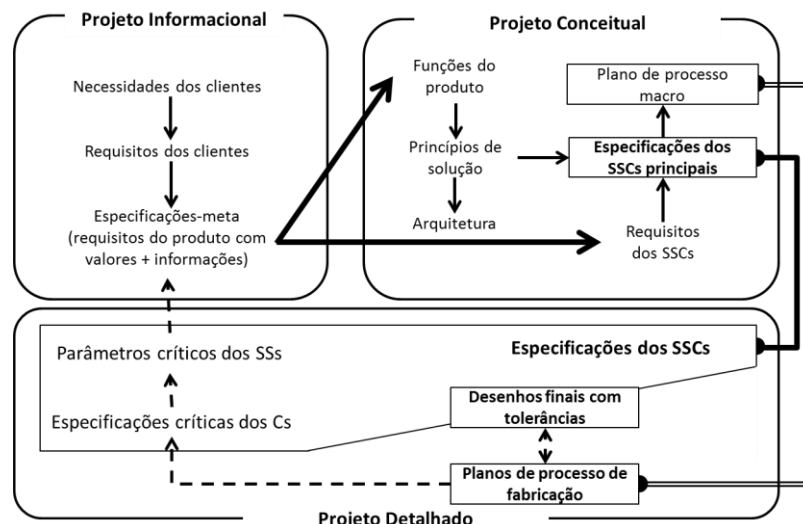 Projeto Informacional
Necessidades dos clientes
Requisitos dos clientes
Especificações-meta
(requisitos do produto com
valores + informações)
Projeto Conceitual
Funções do
produto
Princípios de
solução
Arquitetura
Plano de processo
macro
Especificações dos
SSCs principais
Requisitos
dos SSCs
Parâmetros críticos dos SSs
Especificações dos SSCs
Especificações críticas dos Cs
Desenhos finais com
tolerâncias
Planos de processo de
fabricação
Projeto Detalhado